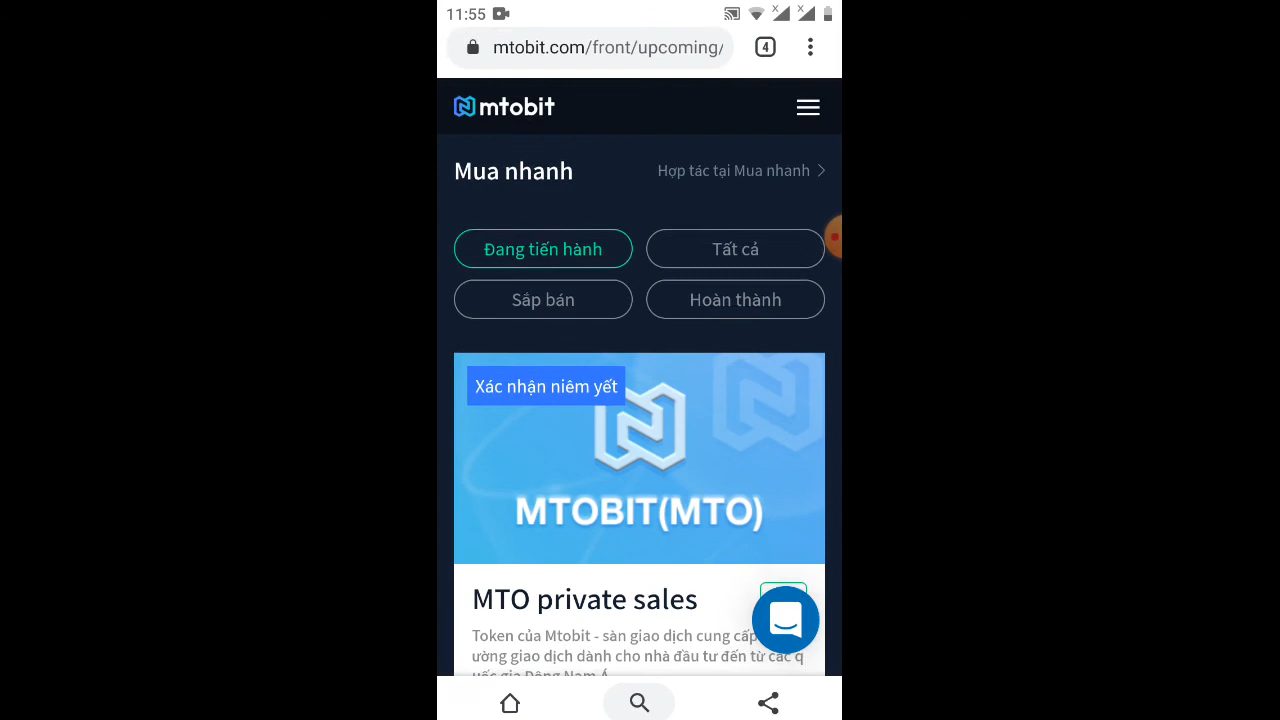 11:55
mtobit.com/front/upcoming/
4
mtobit
Mua nhanh
Hợp tác tại Mua nhanh
Đang tiến hành
Tất cả
Sắp bán
Hoàn thành
Xác nhận niêm yết
MTOBIT(MTO)
MTO private sales
Token của Mtobit - sàn giao dịch cung cấp
ường giao dịch dành cho nhà đầu tư đến từ các q
uốc gia Đông Nam Á